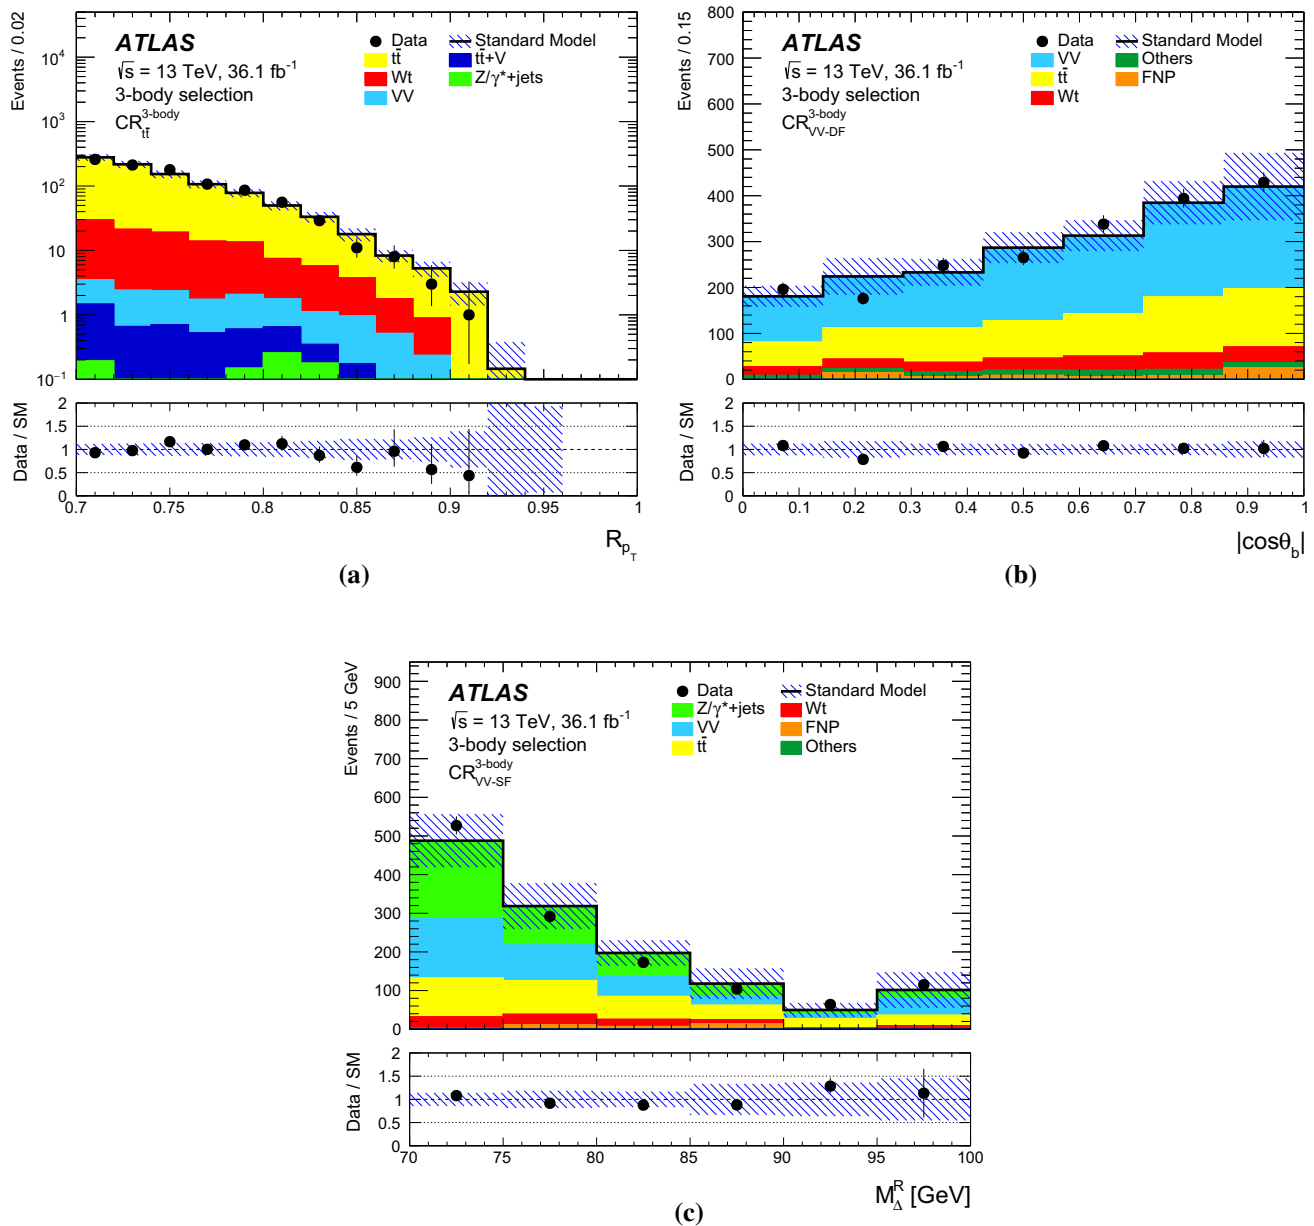 Events / 0.02
10⁴
10³
10²
10
1
10⁻¹
ATLAS
√s = 13 TeV, 36.1 fb⁻¹
3-body selection
CR 3-body tt̄
Data
tt̄
Wt
VV
Standard Model
tt̄+V
Z/γ*+jets
Data / SM
2
1.5
1
0.5
0
0.7 0.75 0.8 0.85 0.9 0.95 1
R_pT
(a)
Events / 0.15
800
700
600
500
400
300
200
100
0
ATLAS
√s = 13 TeV, 36.1 fb⁻¹
3-body selection
CR 3-body VV-DF
Data
VV
tt̄
Wt
Standard Model
Others
FNP
Data / SM
2
1.5
1
0.5
0
0 0.1 0.2 0.3 0.4 0.5 0.6 0.7 0.8 0.9 1
|cosθ_b|
(b)
Events / 5 GeV
900
800
700
600
500
400
300
200
100
0
ATLAS
√s = 13 TeV, 36.1 fb⁻¹
3-body selection
CR 3-body VV-SF
Data
Z/γ*+jets
VV
tt̄
Standard Model
Wt
FNP
Others
Data / SM
2
1.5
1
0.5
0
70 75 80 85 90 95 100
M_Δ^R [GeV]
(c)